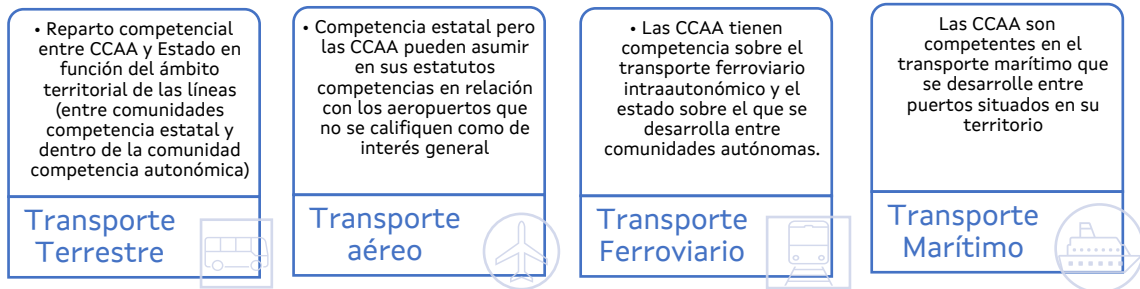 • Reparto competencial
entre CCAA y Estado en
función del ámbito
territorial de las líneas
(entre comunidades
competencia estatal y
dentro de la comunidad
competencia autonómica)
Transporte
Terrestre
• Competencia estatal pero
las CCAA pueden asumir
en sus estatutos
competencias en relación
con los aeropuertos que
no se califiquen como de
interés general
Transporte
aéreo
• Las CCAA tienen
competencia sobre el
transporte ferroviario
intraautonómico y el
estado sobre el que se
desarrolla entre
comunidades autónomas.
Transporte
Ferroviario
Las CCAA son
competentes en el
transporte marítimo que
se desarrolle entre
puertos situados en su
territorio
Transporte
Marítimo